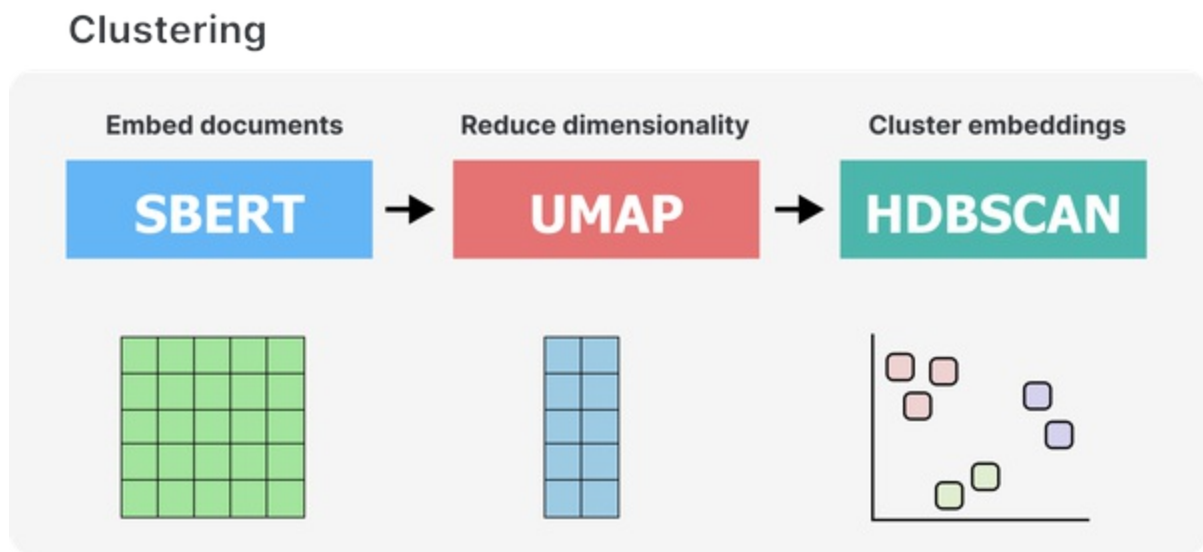 Clustering
Embed documents
Reduce dimensionality
Cluster embeddings
SBERT
UMAP
HDBSCAN